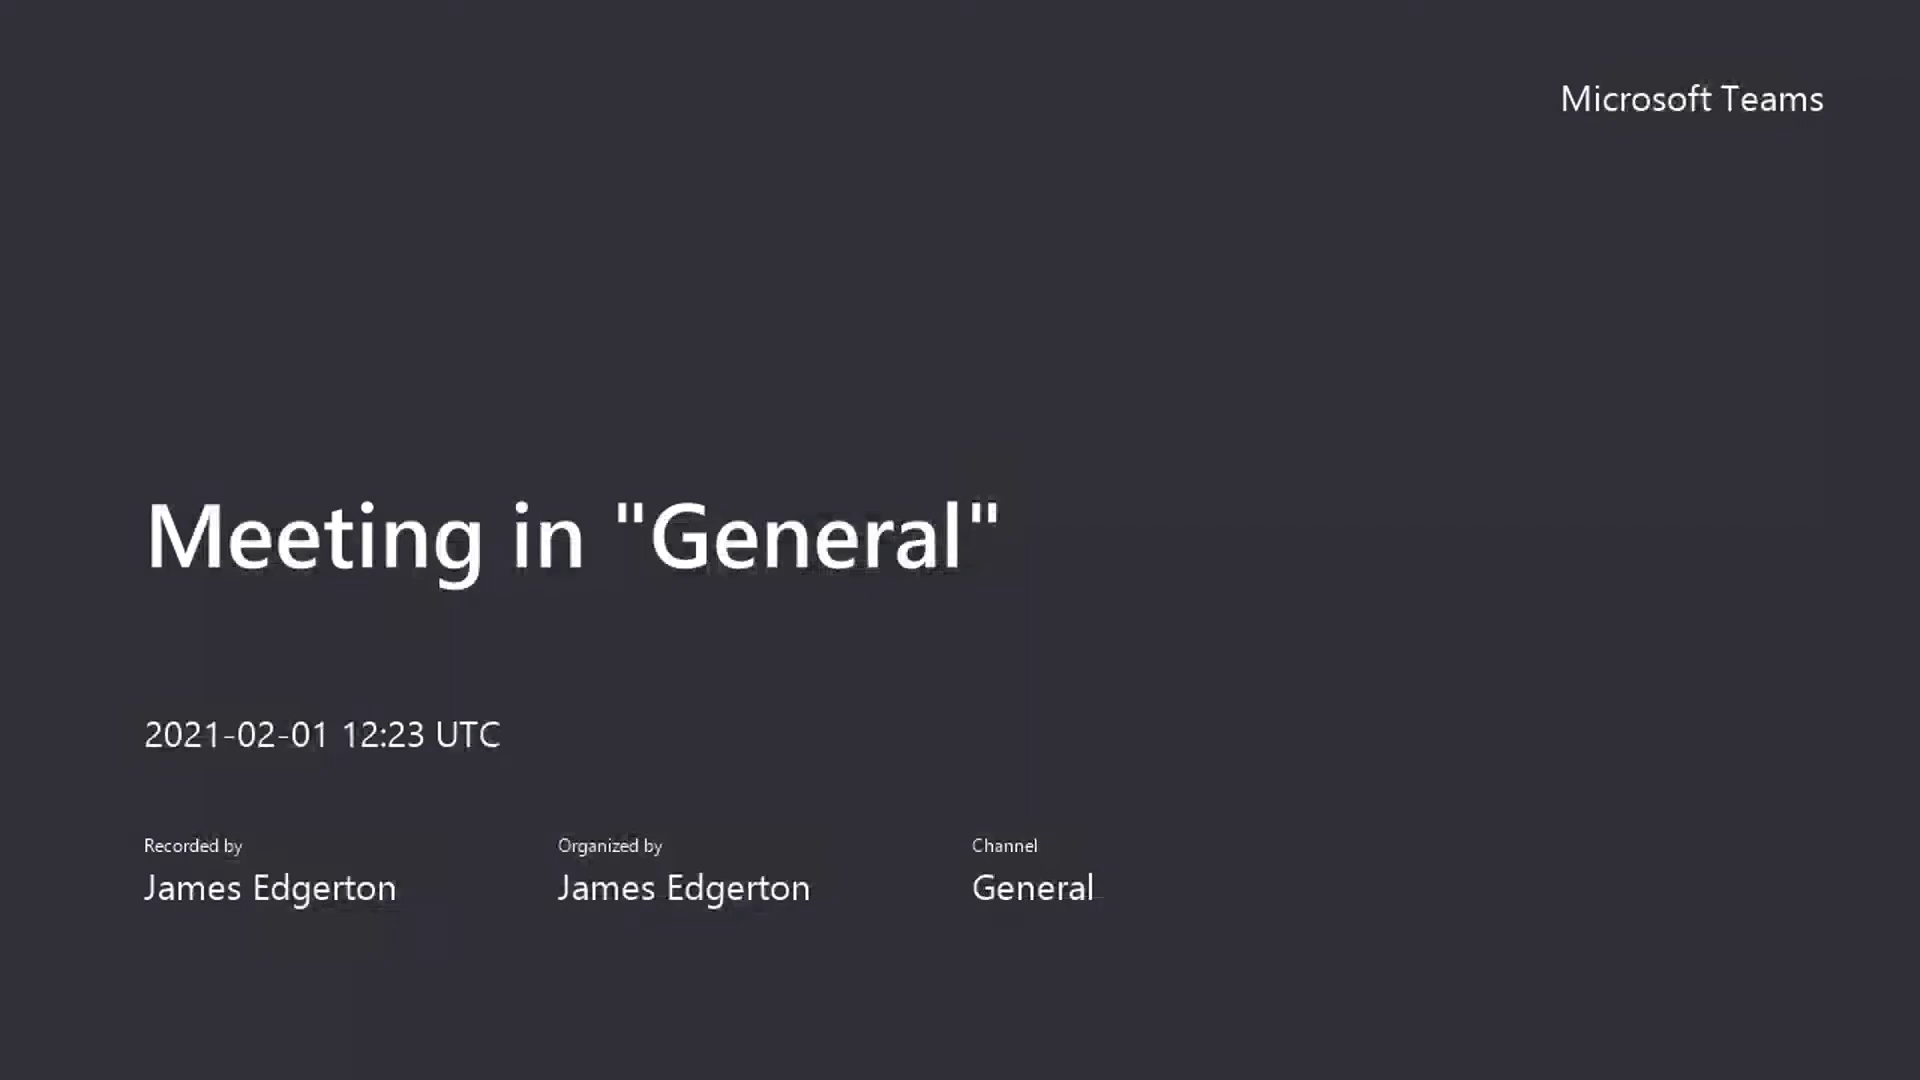 Microsoft Teams
Meeting in "General"
2021-02-01 12:23 UTC
Recorded by
James Edgerton
Organized by
James Edgerton
Channel
General